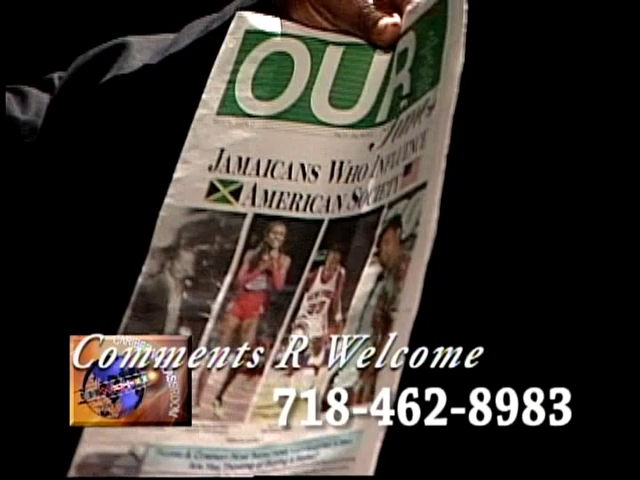 OUR
Times
JAMAICANS WHO INFLUENCE
AMERICAN SOCIETY
Comments R Welcome
718-462-8983